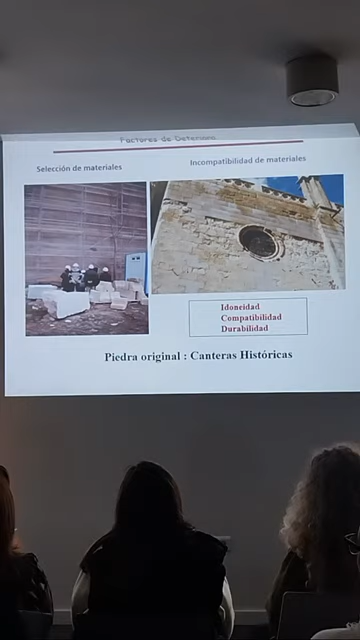 Factores de Deterioro
Selección de materiales
Incompatibilidad de materiales
Idoneidad
Compatibilidad
Durabilidad
Piedra original : Canteras Históricas